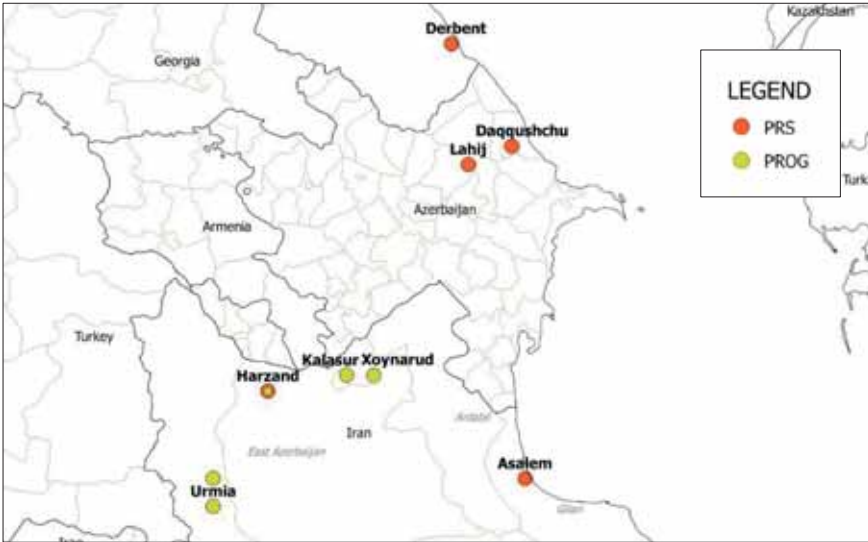 Kazakhstan
Derbent
Georgia
LEGEND
PRS
PROG
Daqqushchu
Lahij
Turk
Azerbaijan
Armenia
Turkey
Kalasur Xoynarud
Harzand
Ardabil
Iran
East Azerbaijan
Asalem
Urmia
Gilan
Iraq